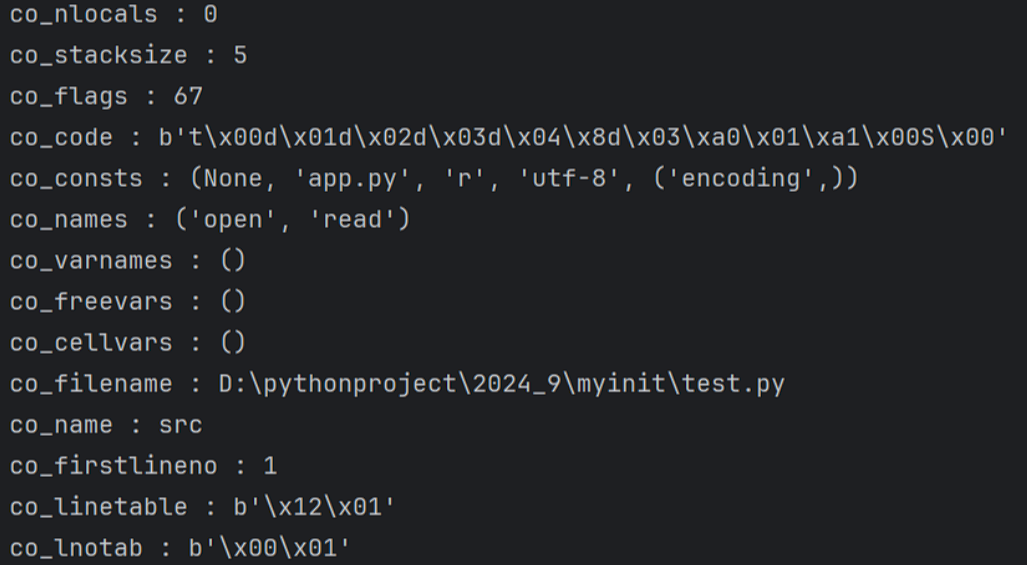 co_nlocals : 0
co_stacksize : 5
co_flags : 67
co_code : b't\x00d\x01d\x02d\x03d\x04\x8d\x03\xa0\x01\xa1\x00S\x00'
co_consts : (None, 'app.py', 'r', 'utf-8', ('encoding',))
co_names : ('open', 'read')
co_varnames : ()
co_freevars : ()
co_cellvars : ()
co_filename : D:\pythonproject\2024_9\myinit\test.py
co_name : src
co_firstlineno : 1
co_linetable : b'\x12\x01'
co_lnotab : b'\x00\x01'